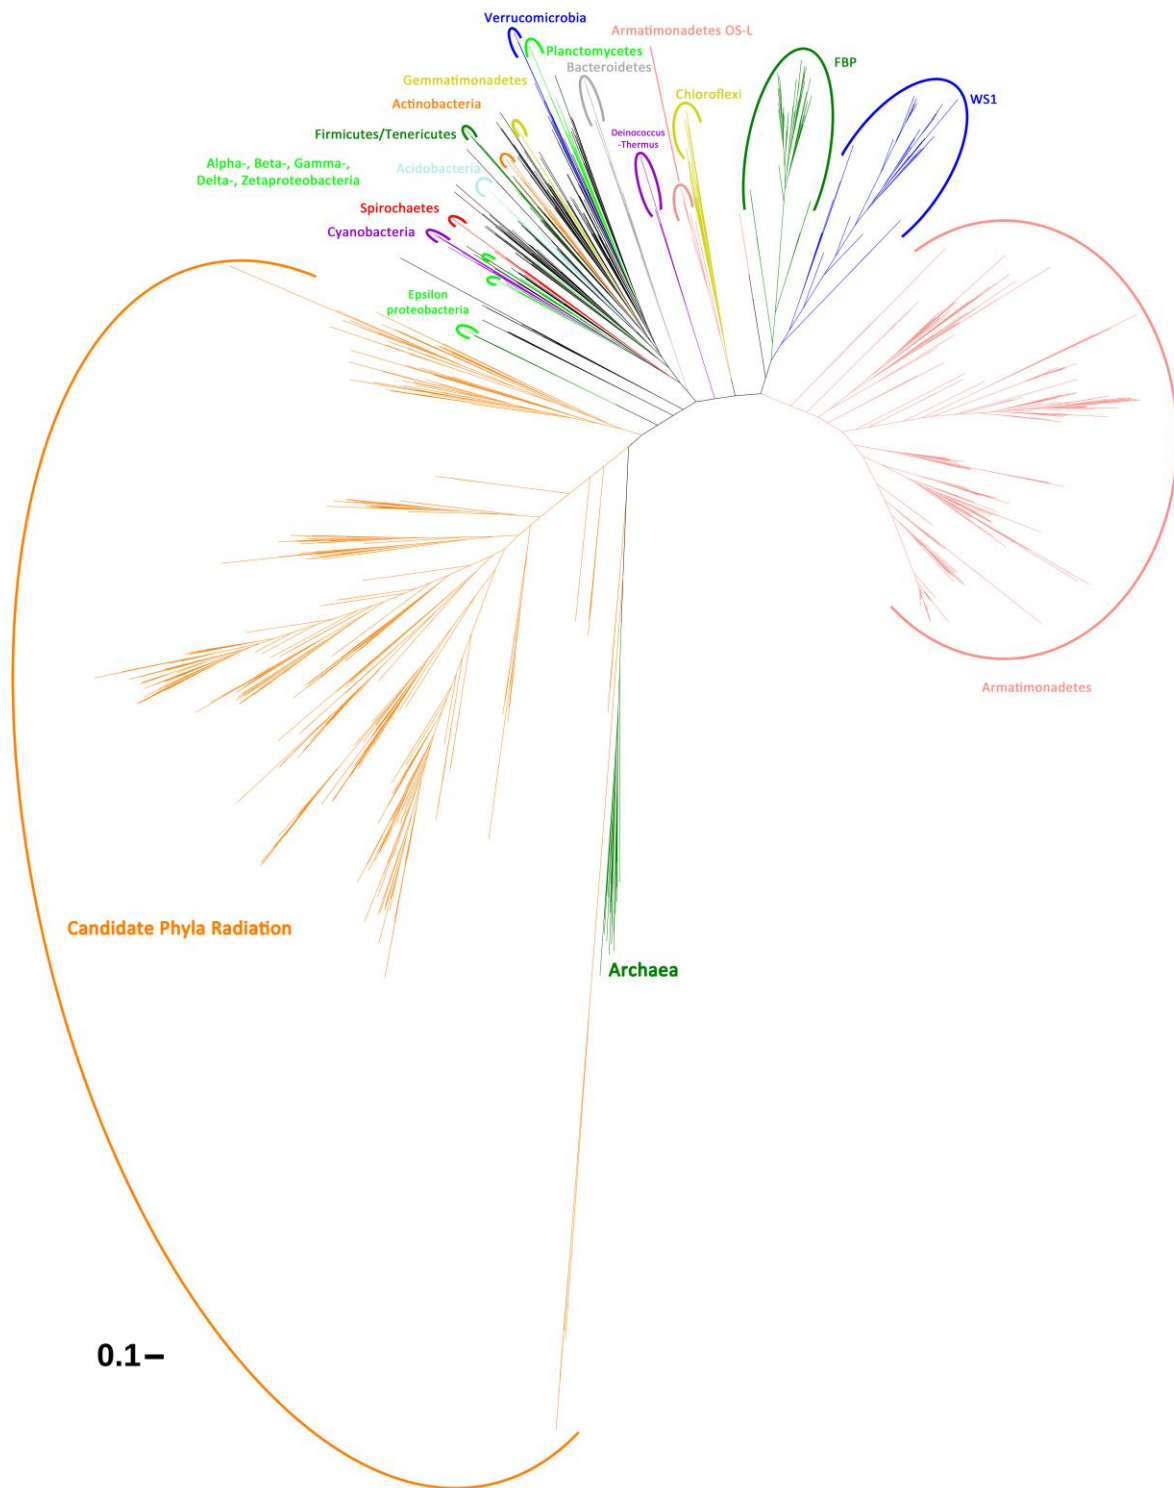 Verrucomicrobia
Armatimonadetes OS-L
Planctomycetes
Bacteroidetes
FBP
Gemmatimonadetes
Chloroflexi
WS1
Actinobacteria
Firmicutes/Tenericutes
Deinococcus
-Thermus
Alpha-, Beta-, Gamma-,
Delta-, Zetaproteobacteria
Acidobacteria
Spirochaetes
Cyanobacteria
Epsilon
proteobacteria
Armatimonadetes
Candidate Phyla Radiation
Archaea
0.1